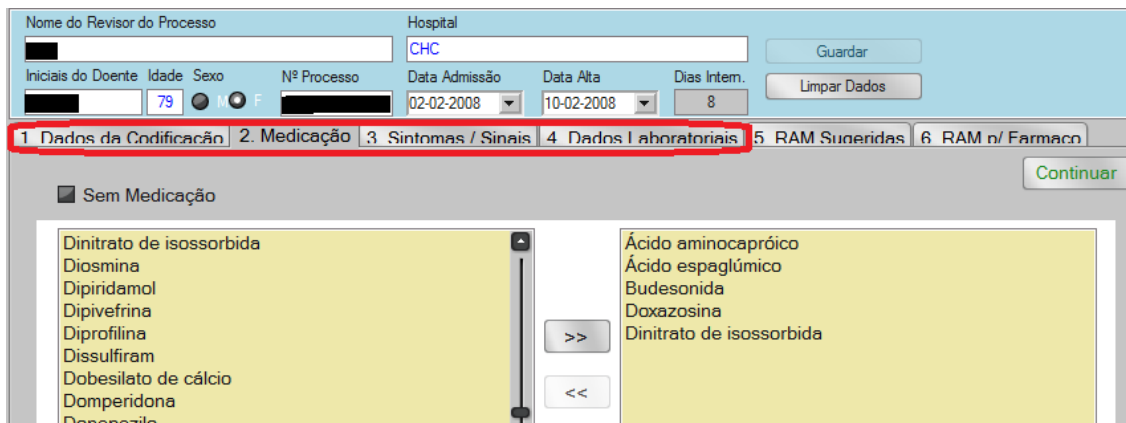 Nome do Revisor do Processo Hospital
CHC
Guardar
Iniciais do Doente Idade Sexo Nº Processo Data Admissão Data Alta Dias Intern.
79 M F 02-02-2008 10-02-2008 8
Limpar Dados
1. Dados da Codificação 2. Medicação 3. Sintomas / Sinais 4. Dados Laboratoriais 5. RAM Sugeridas 6. RAM p/ Farmaco
Continuar
Sem Medicação
Dinitrato de isossorbida
Diosmina
Dipiridamol
Dipivefrina
Diprofilina
Dissulfiram
Dobesilato de cálcio
Domperidona
Donepezilo
>>
<<
Ácido aminocapróico
Ácido espaglúmico
Budesonida
Doxazosina
Dinitrato de isossorbida